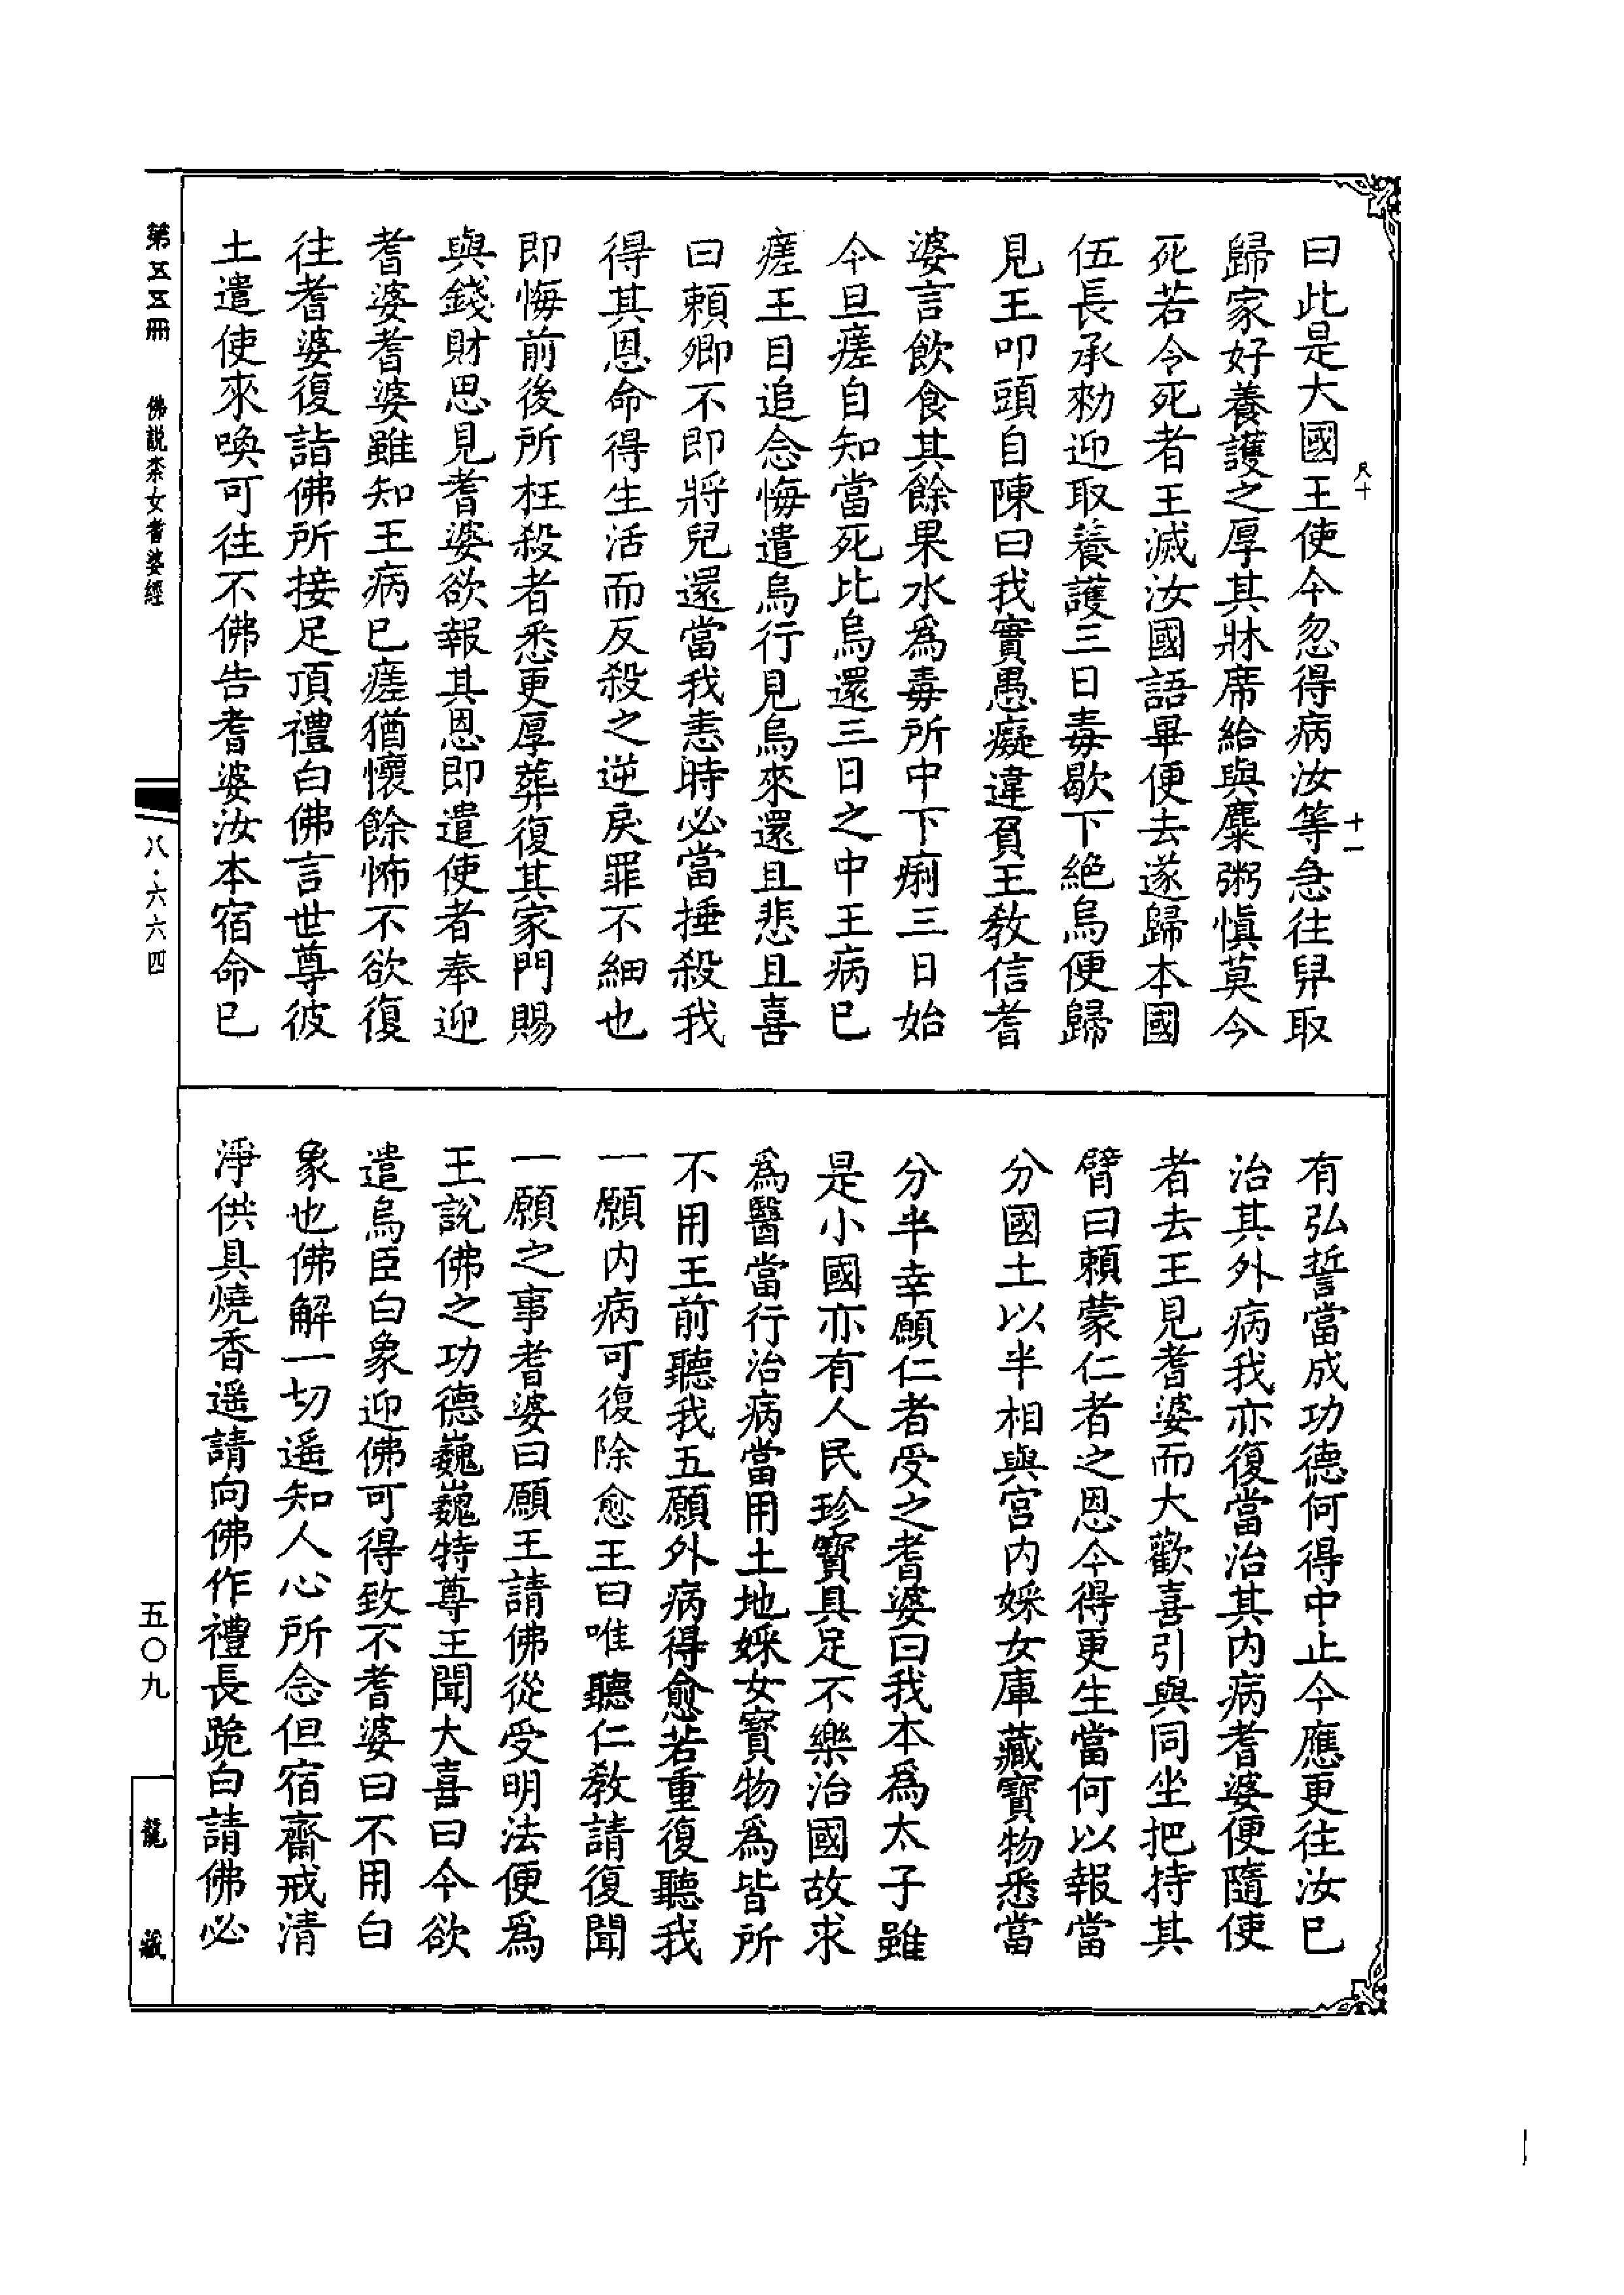 曰此是大國王使今忽得病汝等急往舁取
歸家好養護之厚其牀席給與麋粥慎莫今
死若令死者王滅汝國語畢便去遂歸本國
伍長承勑迎取養護三日毒歇下絶烏便歸
見王叩頭自陳曰我實愚癡違負王教信耆
婆言飲食其餘果水爲毒所中下痢三日始
今旦瘥自知當死比烏還三日之中王病已
瘥王自追念悔遣烏行見烏來還且悲且喜
曰賴卿不即將兒還當我恚時必當捶殺我
得其恩命得生活而反殺之逆戾罪不細也
即悔前後所枉殺者悉更厚葬復其家門賜
與錢財思見耆婆欲報其恩即遣使者奉迎
耆婆耆婆雖知王病已瘥猶懷餘怖不欲復
往耆婆復詣佛所接足頂禮白佛言世尊彼
土遣使來喚可往不佛告耆婆汝本宿命已
有弘誓當成功德何得中止今應更往汝已
治其外病我亦復當治其内病耆婆便隨使
者去王見耆婆而大歡喜引與同坐把持其
臂曰賴蒙仁者之恩今得更生當何以報當
分國土以半相與宫内婇女庫藏寶物悉當
分半幸願仁者受之耆婆曰我本爲太子雖
是小國亦有人民珍寶具足不樂治國故求
爲醫當行治病當用土地婇女寶物爲皆所
不用王前聽我五願外病得愈若重復聽我
一願内病可復除愈王曰唯聽仁教請復聞
一願之事耆婆曰願王請佛從受明法便爲
王說佛之功德巍巍特尊王聞大喜曰今欲
遣烏臣白象迎佛可得致不耆婆曰不用白
象也佛解一切遥知人心所念但宿齋戒清
淨供具燒香遥請向佛作禮長跪白請佛必
尺十
十一
第五五冊
佛説柰女耆婆經
八·六六四
五〇九
龍藏